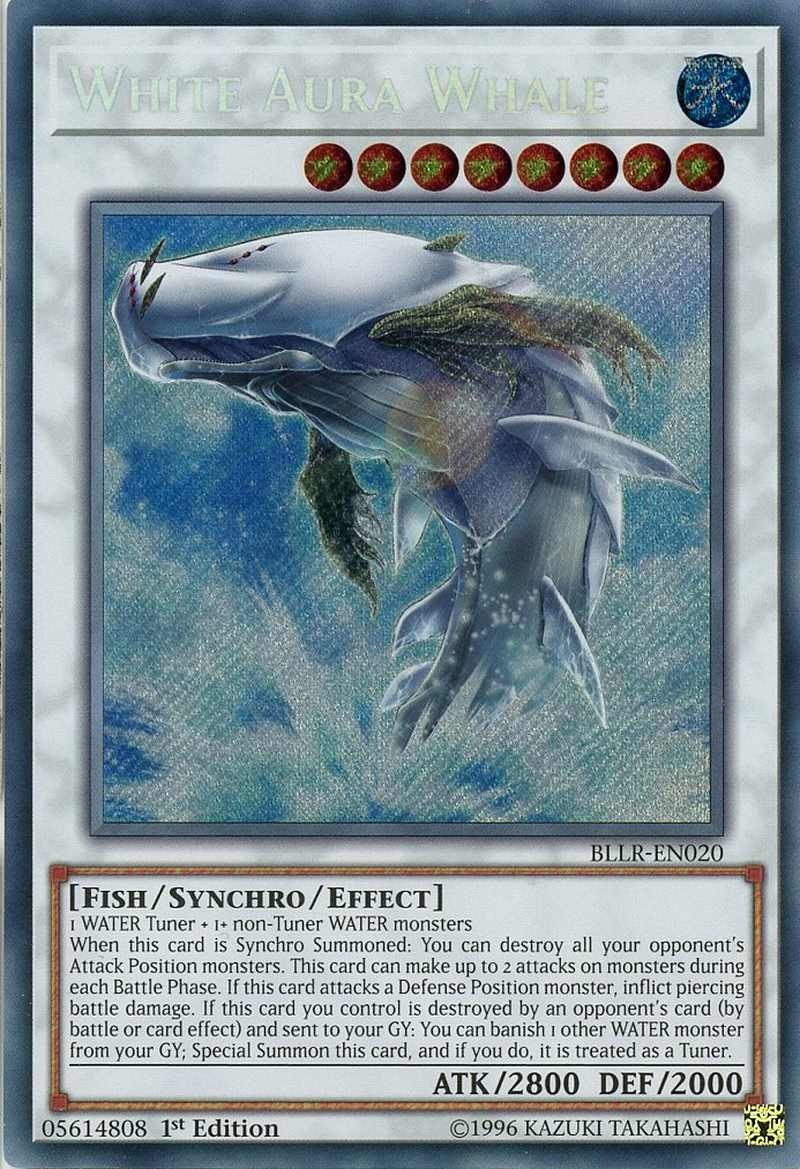 WHITE AURA WHALE
BLLR-EN020
[FISH/SYNCHRO/EFFECT]
1 WATER Tuner + 1+ non-Tuner WATER monsters
When this card is Synchro Summoned: You can destroy all your opponent's
Attack Position monsters. This card can make up to 2 attacks on monsters during
each Battle Phase. If this card attacks a Defense Position monster, inflict piercing
battle damage. If this card you control is destroyed by an opponent's card (by
battle or card effect) and sent to your GY: You can banish 1 other WATER monster
from your GY; Special Summon this card, and if you do, it is treated as a Tuner.
ATK/2800 DEF/2000
05614808 1st Edition ©1996 KAZUKI TAKAHASHI